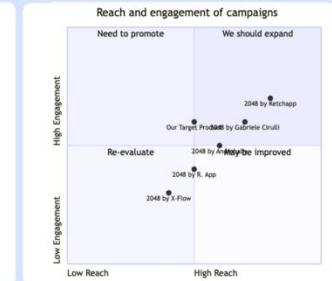 Reach and engagement of campaigns
Need to promote
We should expand
2048 by Ketchapp
Our Target Product
2048 by Gabriele Cirulli
High Engagement
2048 by
Re-evaluate
May be improved
2048 by R. App
2048 by X-Flow
Low Engagement
Low Reach
High Reach